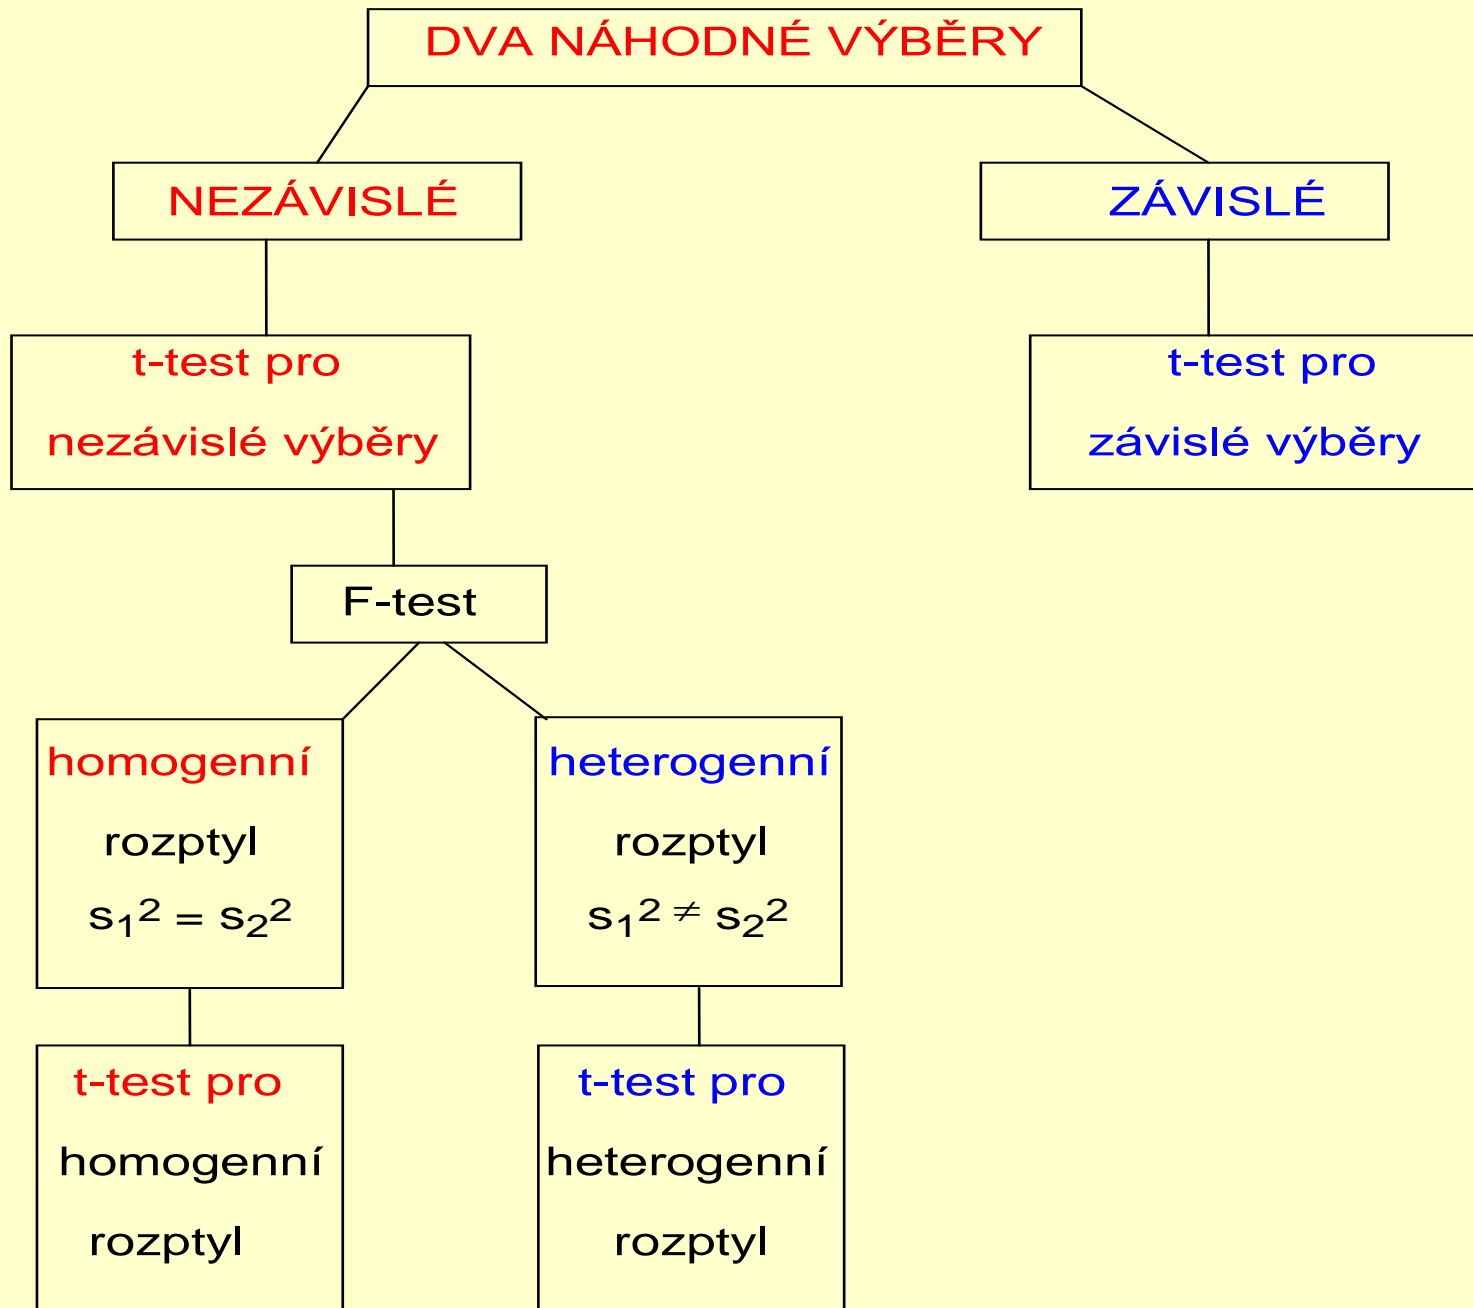 DVA NÁHODNÉ VÝBĚRY
NEZÁVISLÉ
ZÁVISLÉ
t-test pro
nezávislé výběry
t-test pro
závislé výběry
F-test
homogenní
rozptyl
s₁² = s₂²
heterogenní
rozptyl
s₁² ≠ s₂²
t-test pro
homogenní
rozptyl
t-test pro
heterogenní
rozptyl